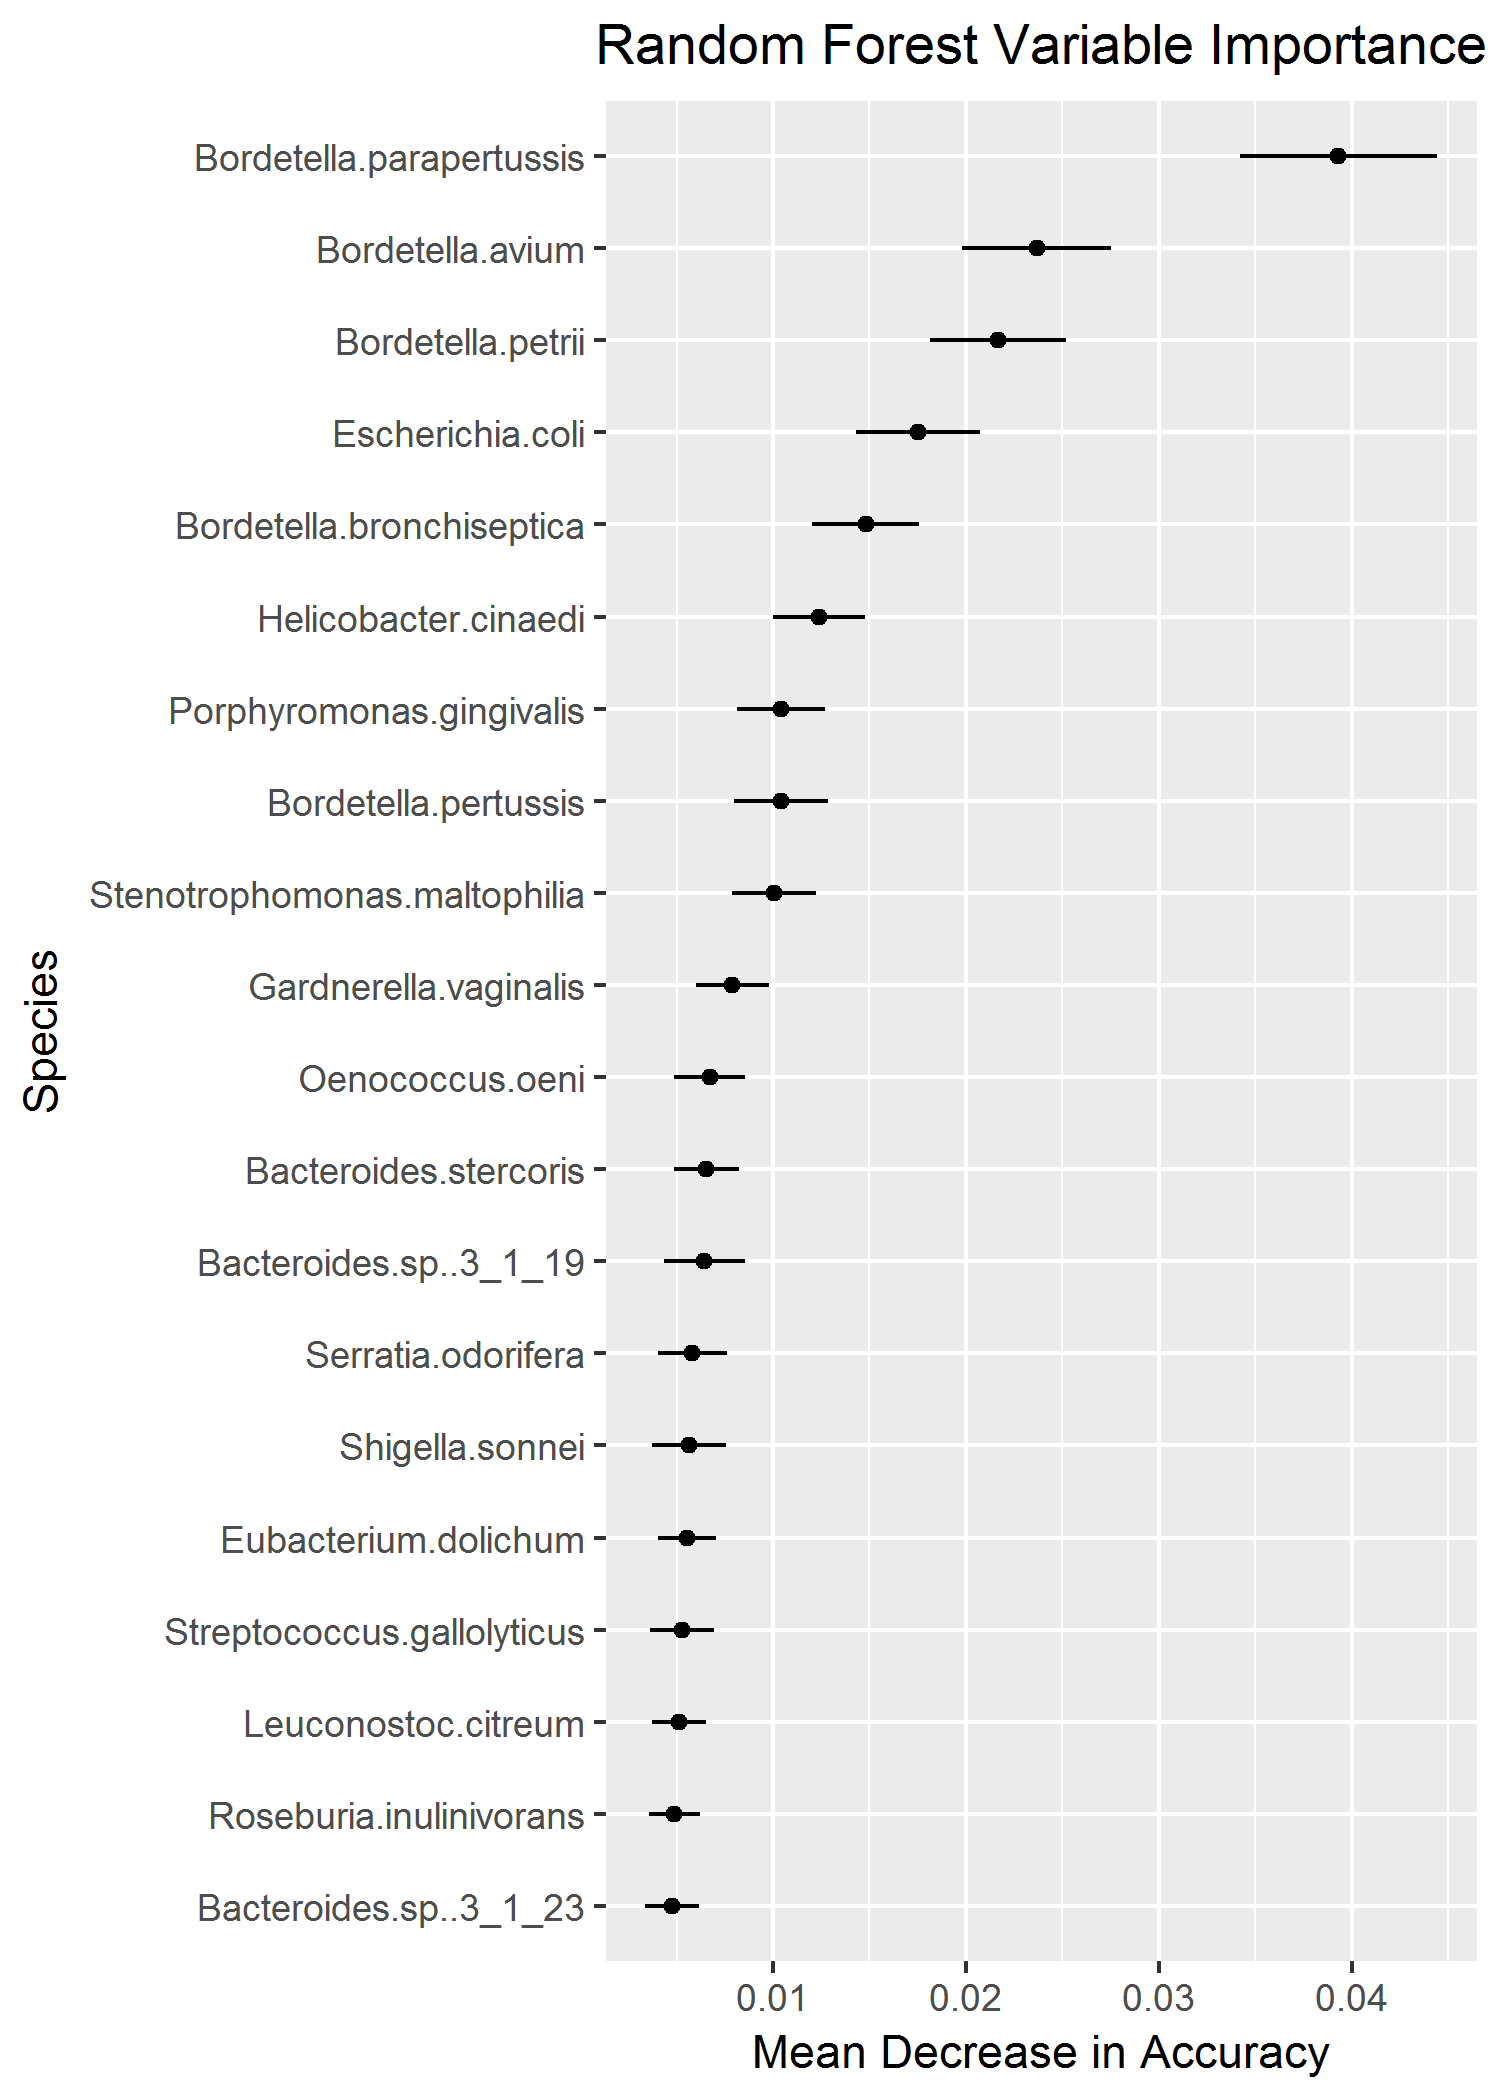 Random Forest Variable Importance
Bordetella.parapertussis
Bordetella.avium
Bordetella.petrii
Escherichia.coli
Bordetella.bronchiseptica
Helicobacter.cinaedi
Porphyromonas.gingivalis
Bordetella.pertussis
Stenotrophomonas.maltophilia
Gardnerella.vaginalis
Oenococcus.oeni
Bacteroides.stercoris
Bacteroides.sp..3_1_19
Serratia.odorifera
Shigella.sonnei
Eubacterium.dolichum
Streptococcus.gallolyticus
Leuconostoc.citreum
Roseburia.inulinivorans
Bacteroides.sp..3_1_23
Species
0.01 0.02 0.03 0.04
Mean Decrease in Accuracy